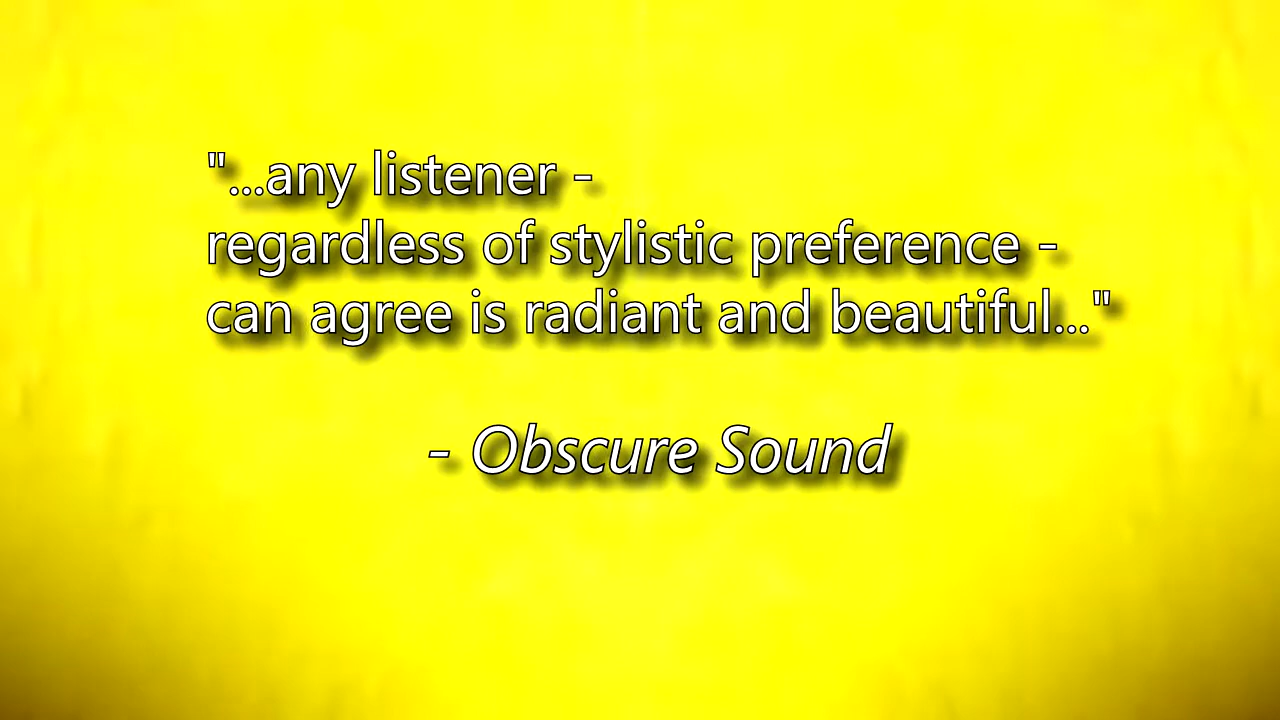 "...any listener -
regardless of stylistic preference -
can agree is radiant and beautiful..."
- Obscure Sound